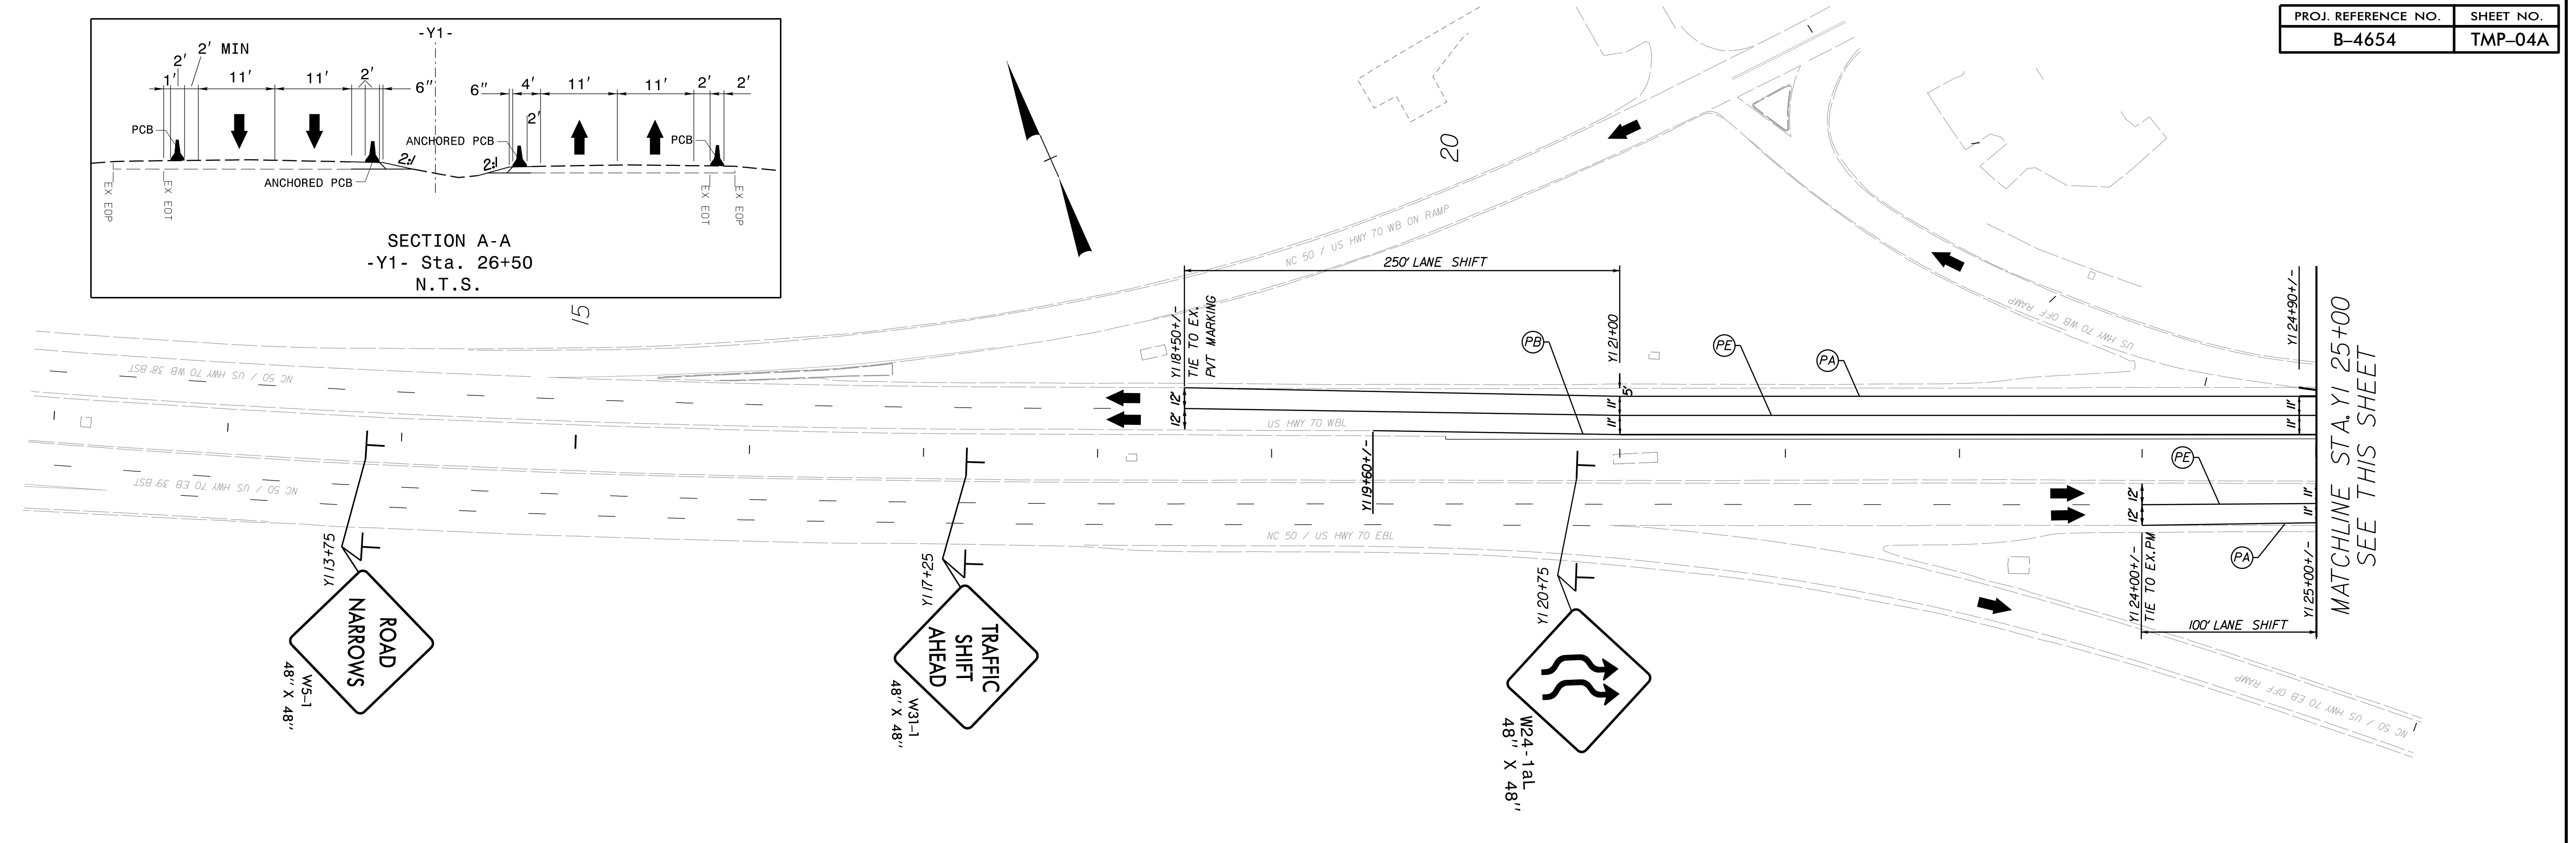 PROJ. REFERENCE NO. SHEET NO.
B-4654 TMP-04A
-Y1-
1' 2' 2' MIN 11' 11' 2' 6"
6" 4' 11' 11' 2' 2'
2'
PCB
ANCHORED PCB
2:1
ANCHORED PCB
2:1
PCB
EX EOP
EX EOT
EX EOT
EX EOP
SECTION A-A
-Y1- Sta. 26+50
N.T.S.
15
20
NC 50 / US HWY 70 WB ON RAMP
US HWY 70 WB OFF RAMP
250' LANE SHIFT
Y1 18+50+/-
TIE TO EX.
PVT MARKING
PB
Y1 21+00
PE
PA
5'
Y1 24+90+/-
MATCHLINE STA. Y1 25+00
SEE THIS SHEET
NC 50 / US HWY 70 WB 38' BST
12' 12'
US HWY 70 WBL
11' 11'
11' 11'
Y1 19+60+/-
NC 50 / US HWY 70 EB 39' BST
NC 50 / US HWY 70 EBL
PE
12' 12'
11' 11'
PA
Y1 24+00+/-
TIE TO EX. PM
Y1 25+00+/-
100' LANE SHIFT
NC 50 / US HWY 70 EB OFF RAMP
Y1 13+75
ROAD
NARROWS
W5-1
48" X 48"
Y1 17+25
TRAFFIC
SHIFT
AHEAD
W31-1
48" X 48"
Y1 20+75
W24-1aL
48" X 48"